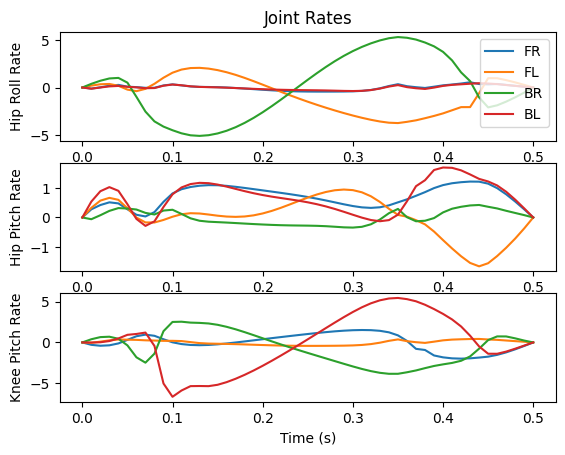 Joint Rates
Hip Roll Rate
5
0
−5
FR
FL
BR
BL
0.0 0.1 0.2 0.3 0.4 0.5
Hip Pitch Rate
1
0
−1
0.0 0.1 0.2 0.3 0.4 0.5
Knee Pitch Rate
5
0
−5
0.0 0.1 0.2 0.3 0.4 0.5
Time (s)